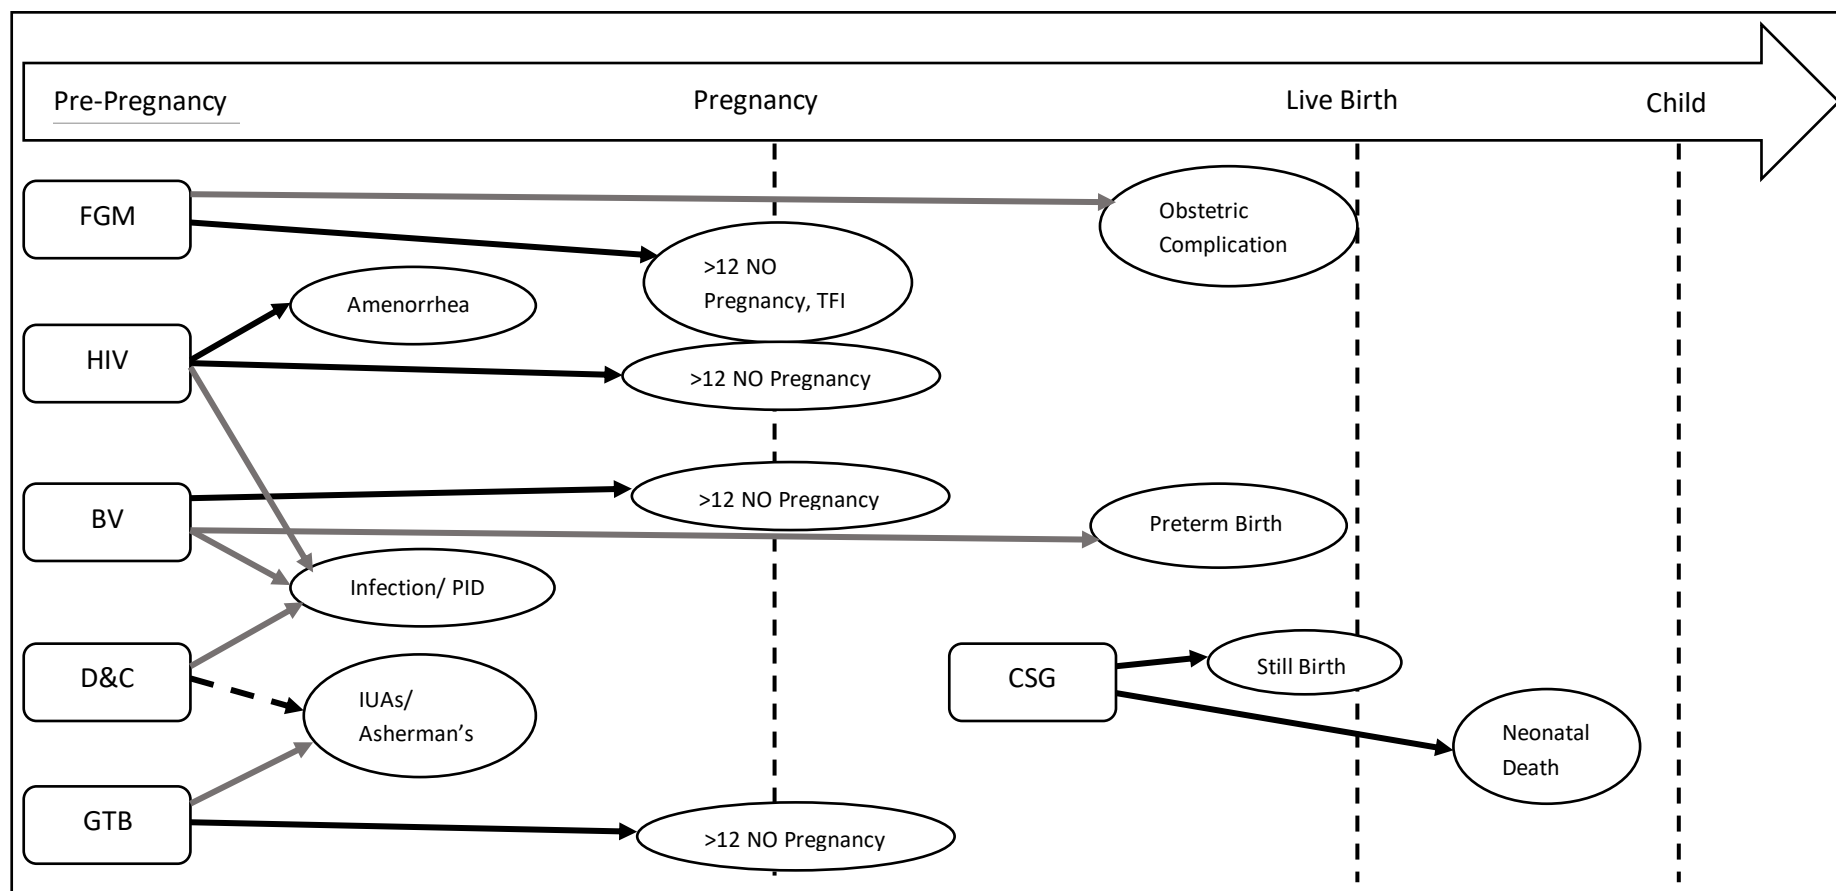 Pre-Pregnancy
Pregnancy
Live Birth
Child
FGM
Obstetric
Complication
>12 NO
Pregnancy, TFI
Amenorrhea
HIV
>12 NO Pregnancy
BV
>12 NO Pregnancy
Preterm Birth
Infection/ PID
D&C
IUAs/
Asherman’s
CSG
Still Birth
Neonatal
Death
GTB
>12 NO Pregnancy